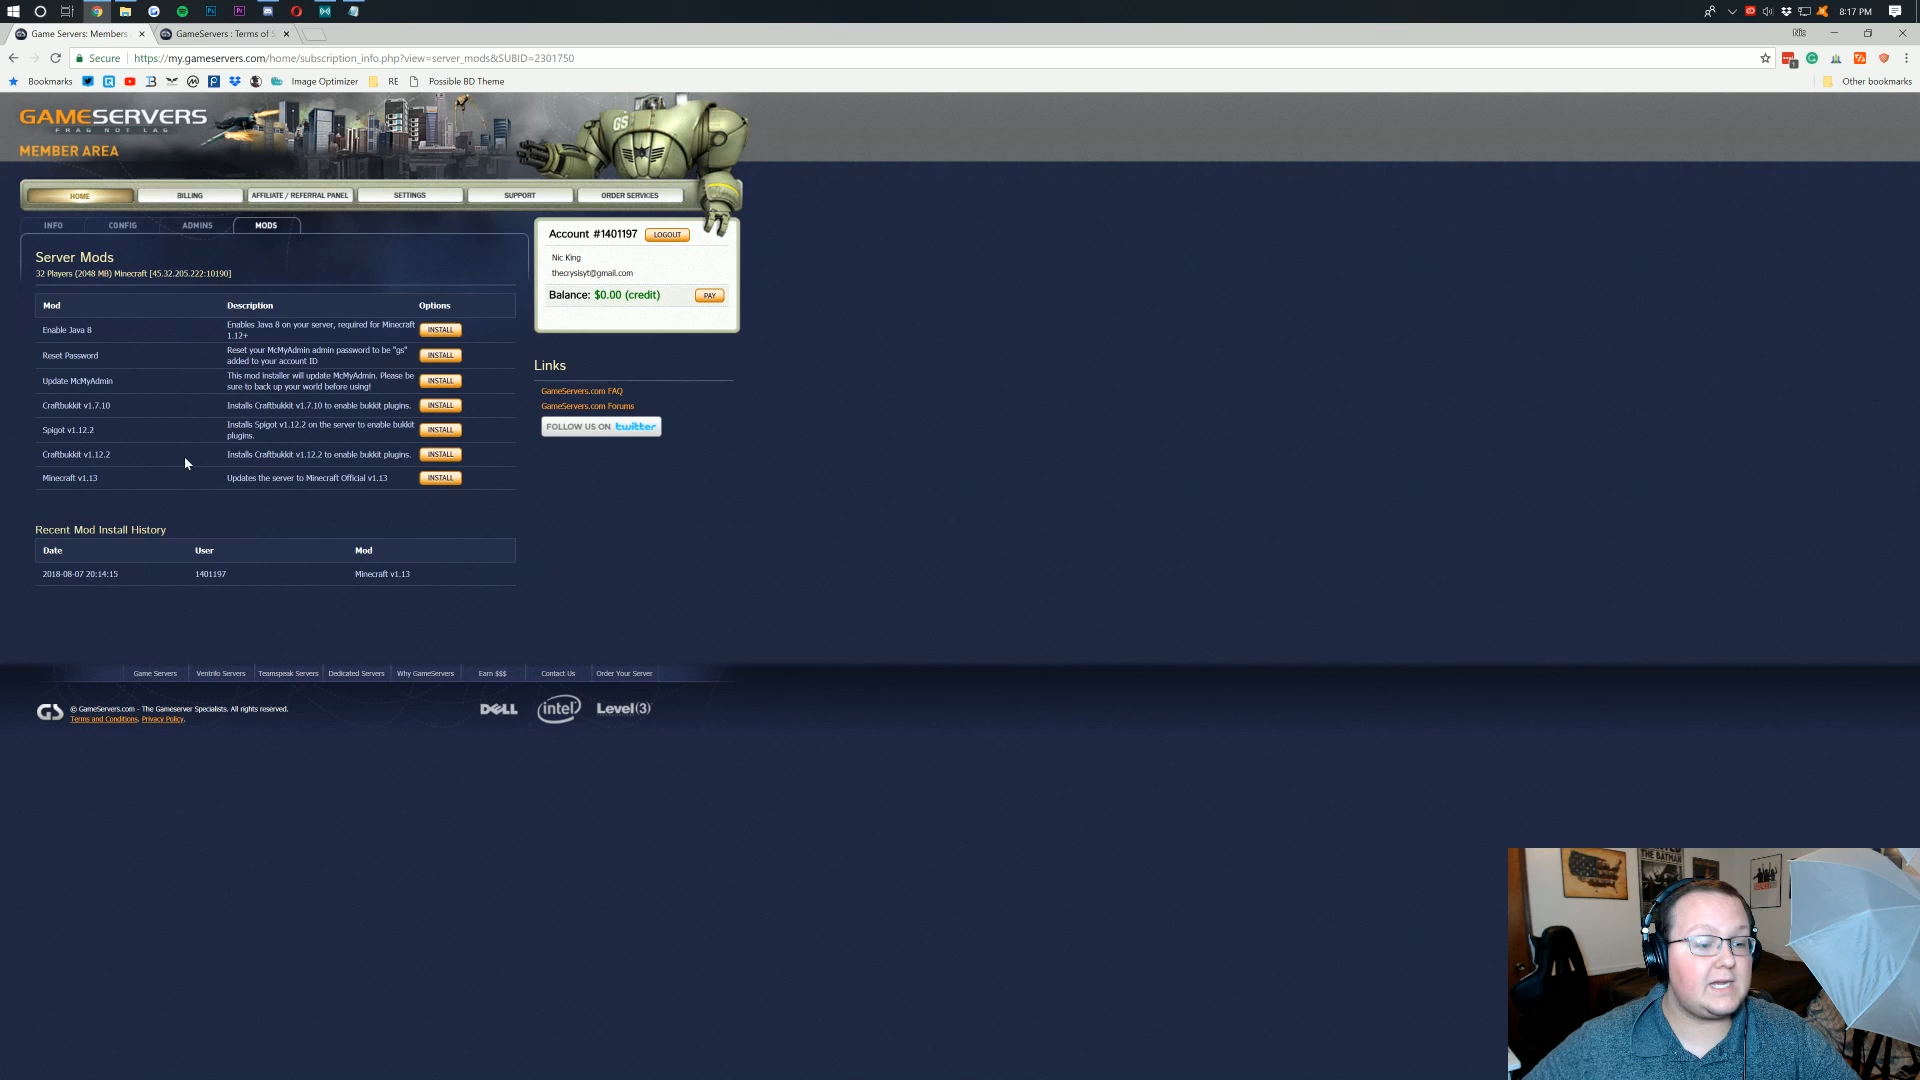 8:17 PM
Game Servers: Members
GameServers : Terms of S
Secure
https://my.gameservers.com/home/subscription_info.php?view=server_mods&SUBID=2301750
Bookmarks
Image Optimizer
RE
Possible BD Theme
Other bookmarks
GAMESERVERS
FRAG NOT LAG
MEMBER AREA
GS
HOME
BILLING
AFFILIATE / REFERRAL PANEL
SETTINGS
SUPPORT
ORDER SERVICES
INFO
CONFIG
ADMINS
MODS
Server Mods
32 Players (2048 MB) Minecraft [45.32.205.222:10190]
Mod Description Options
Enable Java 8 Enables Java 8 on your server, required for Minecraft INSTALL
1.12+
Reset Password Reset your McMyAdmin admin password to be "gs" INSTALL
added to your account ID
Update McMyAdmin This mod installer will update McMyAdmin. Please be INSTALL
sure to back up your world before using!
Craftbukkit v1.7.10 Installs Craftbukkit v1.7.10 to enable bukkit plugins. INSTALL
Spigot v1.12.2 Installs Spigot v1.12.2 on the server to enable bukkit INSTALL
plugins.
Craftbukkit v1.12.2 Installs Craftbukkit v1.12.2 to enable bukkit plugins. INSTALL
Minecraft v1.13 Updates the server to Minecraft Official v1.13 INSTALL
Recent Mod Install History
Date User Mod
2018-08-07 20:14:15 1401197 Minecraft v1.13
Account #1401197 LOGOUT
Nic King
thecrysisyt@gmail.com
Balance: $0.00 (credit) PAY
Links
GameServers.com FAQ
GameServers.com Forums
FOLLOW US ON twitter
Game Servers
Ventrilo Servers
Teamspeak Servers
Dedicated Servers
Why GameServers
Earn $$$
Contact Us
Order Your Server
GS
© GameServers.com - The Gameserver Specialists. All rights reserved.
Terms and Conditions. Privacy Policy.
DELL
intel
Level(3)
THE BATMAN